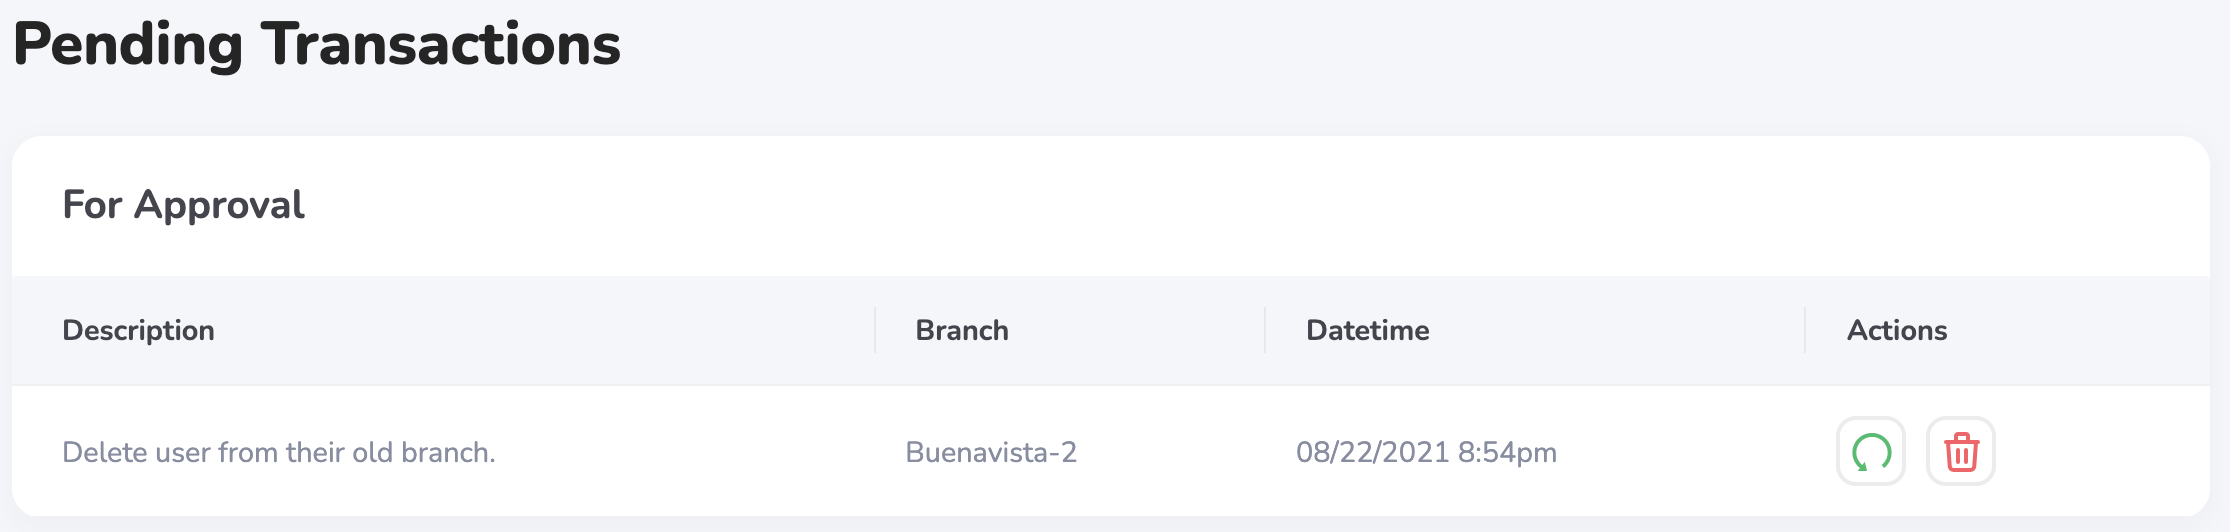 Pending Transactions
For Approval
Description Branch Datetime Actions
Delete user from their old branch. Buenavista-2 08/22/2021 8:54pm